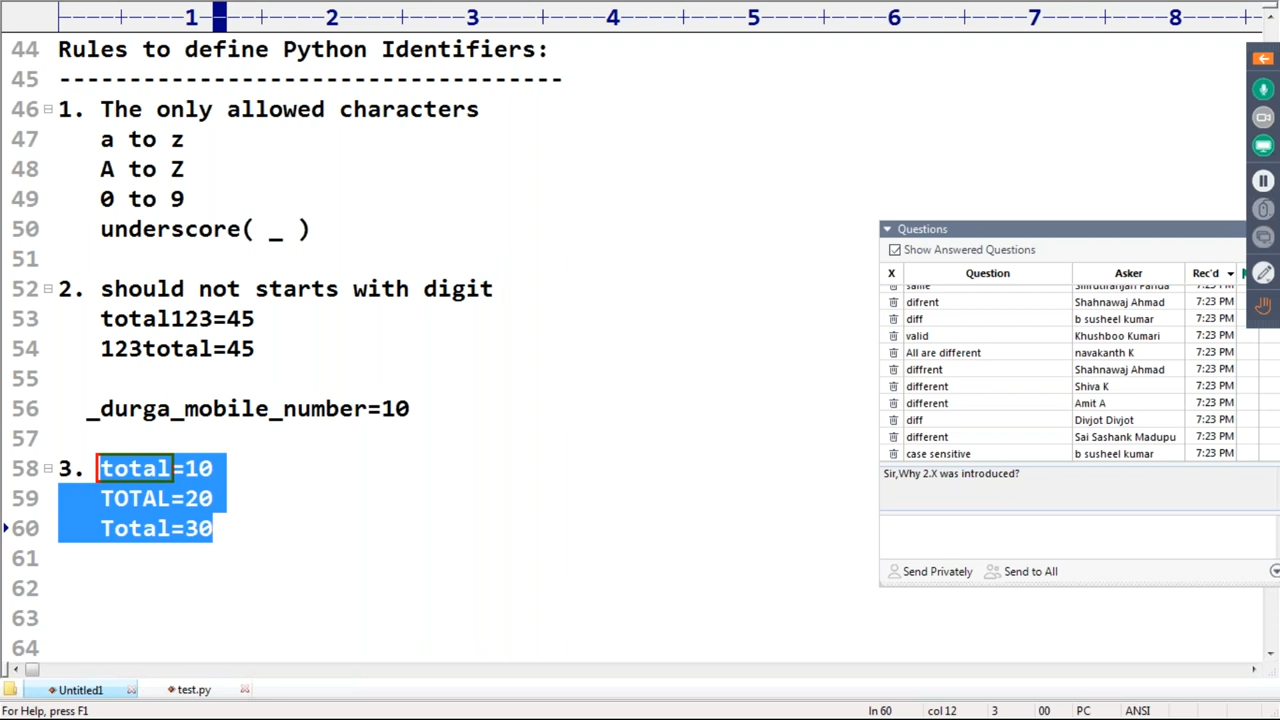 1 2 3 4 5 6 7 8
44 Rules to define Python Identifiers:
45 ------------------------------------
46 1. The only allowed characters
47 a to z
48 A to Z
49 0 to 9
50 underscore( _ )
51
52 2. should not starts with digit
53 total123=45
54 123total=45
55
56 _durga_mobile_number=10
57
58 3. total=10
59 TOTAL=20
60 Total=30
61
62
63
64
Questions
Show Answered Questions
X Question Asker Rec'd
7:23 PM
difrent Shahnawaj Ahmad 7:23 PM
diff b susheel kumar 7:23 PM
valid Khushboo Kumari 7:23 PM
All are different navakanth K 7:23 PM
diffrent Shahnawaj Ahmad 7:23 PM
different Shiva K 7:23 PM
different Amit A 7:23 PM
diff Divjot Divjot 7:23 PM
different Sai Sashank Madupu 7:23 PM
case sensitive b susheel kumar 7:23 PM
Sir,Why 2.X was introduced?
Send Privately Send to All
Untitled1 test.py
For Help, press F1 ln 60 col 12 3 00 PC ANSI